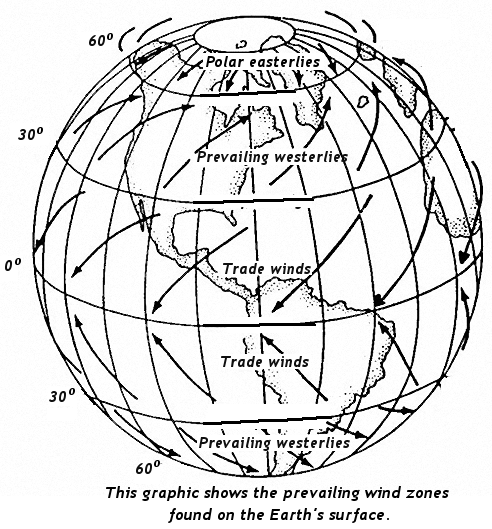 60°
Polar easterlies
30°
Prevailing westerlies
0°
Trade winds
Trade winds
30°
Prevailing westerlies
60°
This graphic shows the prevailing wind zones
found on the Earth's surface.